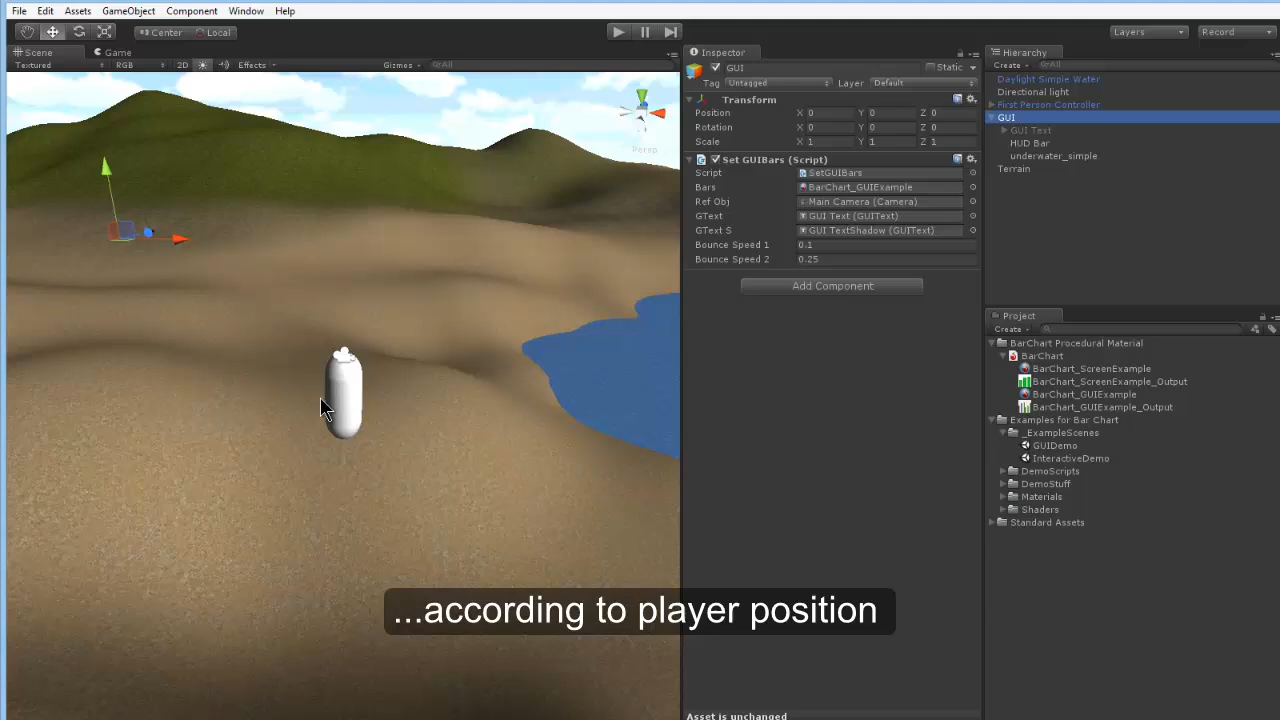 File Edit Assets GameObject Component Window Help
Center Local Layers Record
Scene Game
Textured RGB 2D Effects Gizmos All
Persp
Inspector
GUI Static
Tag Untagged Layer Default
Transform
Position X 0 Y 0 Z 0
Rotation X 0 Y 0 Z 0
Scale X 1 Y 1 Z 1
Set GUIBars (Script)
Script SetGUIBars
Bars BarChart_GUIExample
Ref Obj Main Camera (Camera)
GText GUI Text (GUIText)
GText S GUI TextShadow (GUIText)
Bounce Speed 1 0.1
Bounce Speed 2 0.25
Add Component
Asset is unchanged
Hierarchy
Create All
Daylight Simple Water
Directional light
First Person Controller
GUI
GUI Text
HUD Bar
underwater_simple
Terrain
Project
Create
BarChart Procedural Material
BarChart
BarChart_ScreenExample
BarChart_ScreenExample_Output
BarChart_GUIExample
BarChart_GUIExample_Output
Examples for Bar Chart
_ExampleScenes
GUIDemo
InteractiveDemo
DemoScripts
DemoStuff
Materials
Shaders
Standard Assets
...according to player position